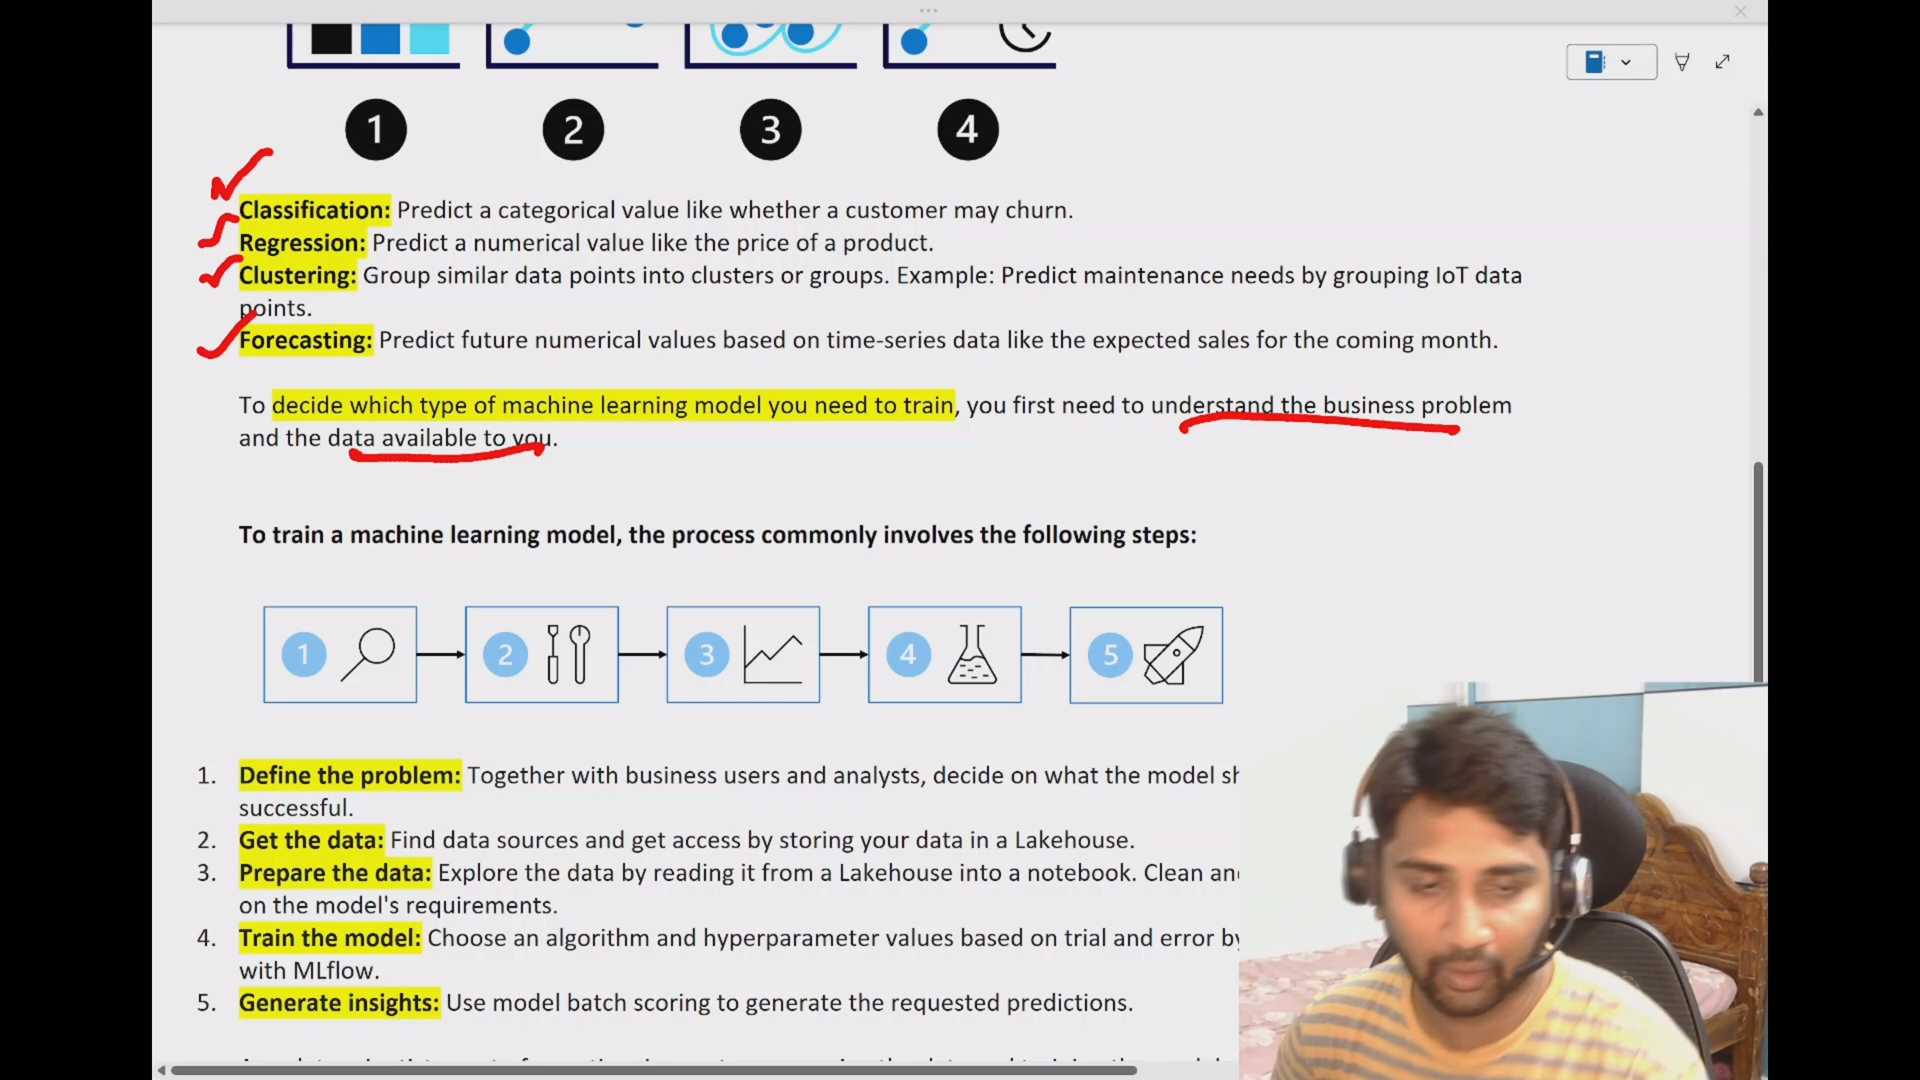 1 2 3 4
Classification: Predict a categorical value like whether a customer may churn.
Regression: Predict a numerical value like the price of a product.
Clustering: Group similar data points into clusters or groups. Example: Predict maintenance needs by grouping IoT data
points.
Forecasting: Predict future numerical values based on time-series data like the expected sales for the coming month.
To decide which type of machine learning model you need to train, you first need to understand the business problem
and the data available to you.
To train a machine learning model, the process commonly involves the following steps:
1 2 3 4 5
1. Define the problem: Together with business users and analysts, decide on what the model
successful.
2. Get the data: Find data sources and get access by storing your data in a Lakehouse.
3. Prepare the data: Explore the data by reading it from a Lakehouse into a notebook. Clean
on the model's requirements.
4. Train the model: Choose an algorithm and hyperparameter values based on trial and error
with MLflow.
5. Generate insights: Use model batch scoring to generate the requested predictions.